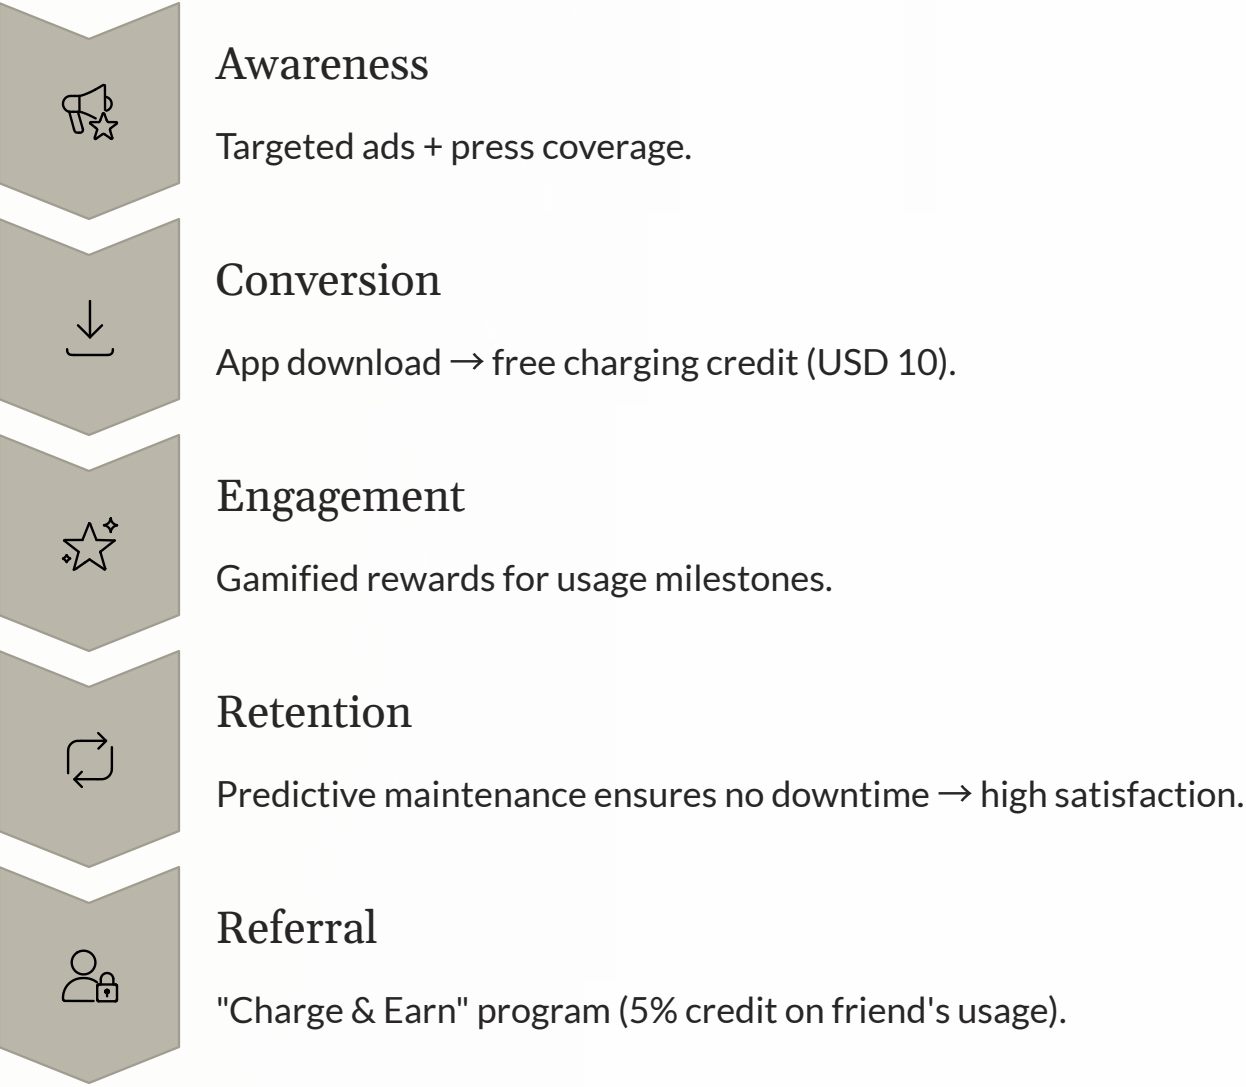 Awareness
Targeted ads + press coverage.
Conversion
App download → free charging credit (USD 10).
Engagement
Gamified rewards for usage milestones.
Retention
Predictive maintenance ensures no downtime → high satisfaction.
Referral
"Charge & Earn" program (5% credit on friend's usage).